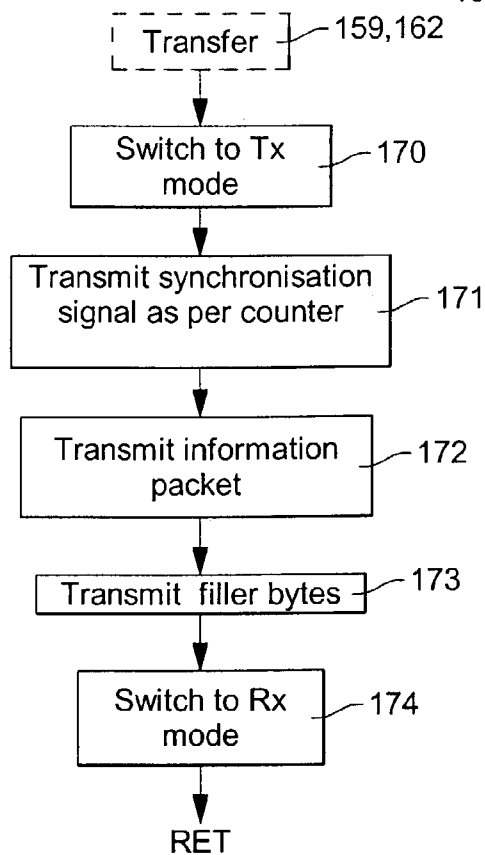 Transfer
159,162
Switch to Tx
mode
170
Transmit synchronisation
signal as per counter
171
Transmit information
packet
172
Transmit filler bytes
173
Switch to Rx
mode
174
RET